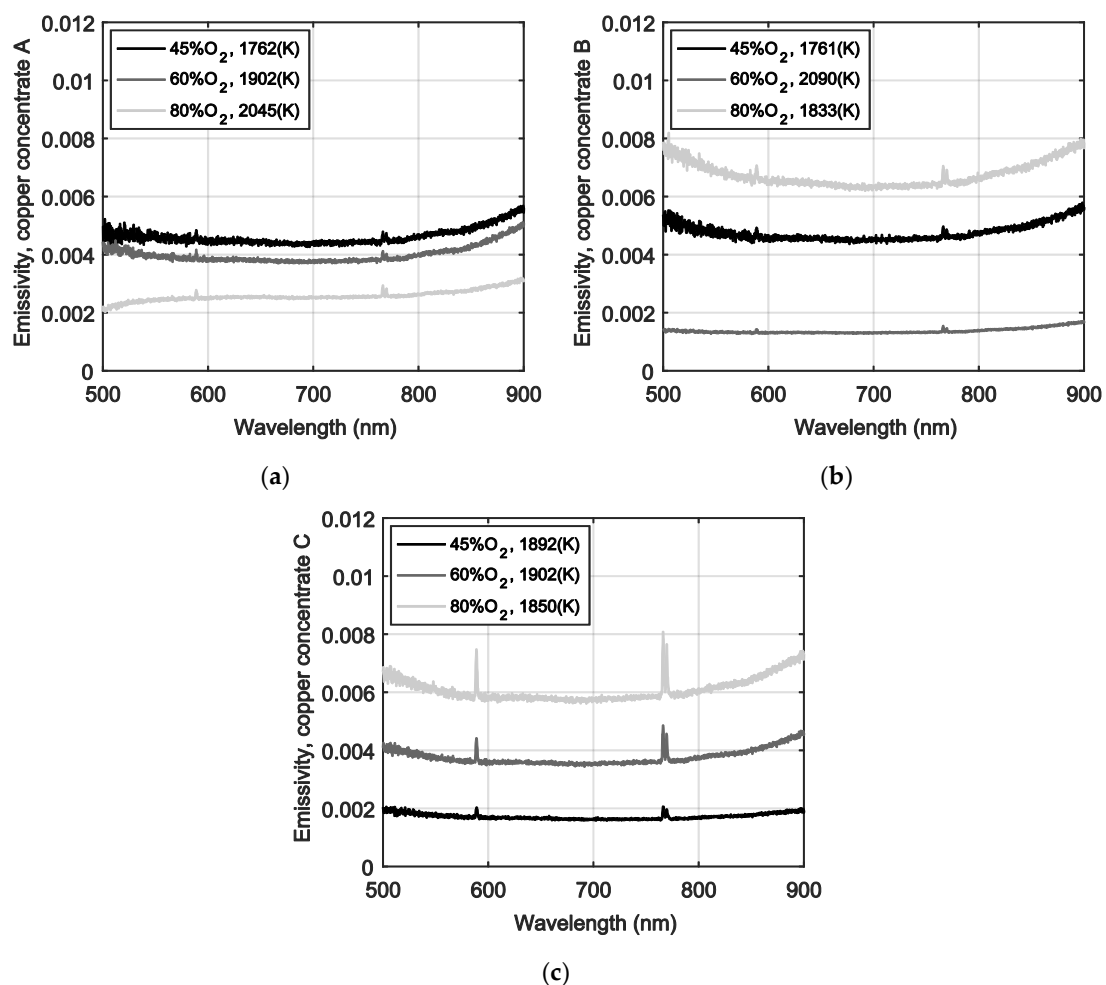 Emissivity, copper concentrate A
0.012
0.01
0.008
0.006
0.004
0.002
0
45%O2, 1762(K)
60%O2, 1902(K)
80%O2, 2045(K)
500 600 700 800 900
Wavelength (nm)
(a)
Emissivity, copper concentrate B
0.012
0.01
0.008
0.006
0.004
0.002
0
45%O2, 1761(K)
60%O2, 2090(K)
80%O2, 1833(K)
500 600 700 800 900
Wavelength (nm)
(b)
Emissivity, copper concentrate C
0.012
0.01
0.008
0.006
0.004
0.002
0
45%O2, 1892(K)
60%O2, 1902(K)
80%O2, 1850(K)
500 600 700 800 900
Wavelength (nm)
(c)